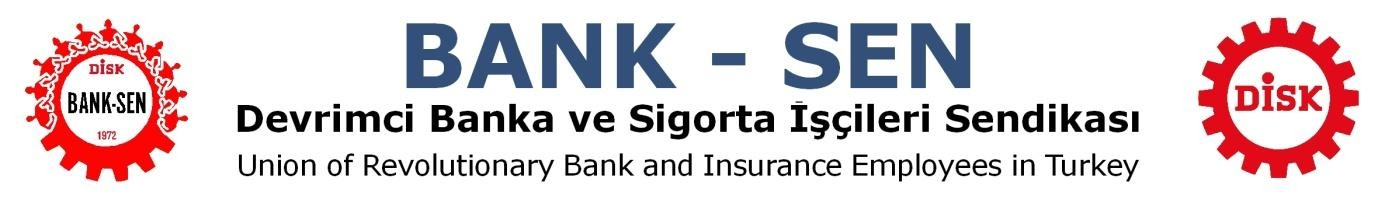 DİSK
BANK-SEN
1972
BANK - SEN
Devrimci Banka ve Sigorta İşçileri Sendikası
Union of Revolutionary Bank and Insurance Employees in Turkey
DİSK